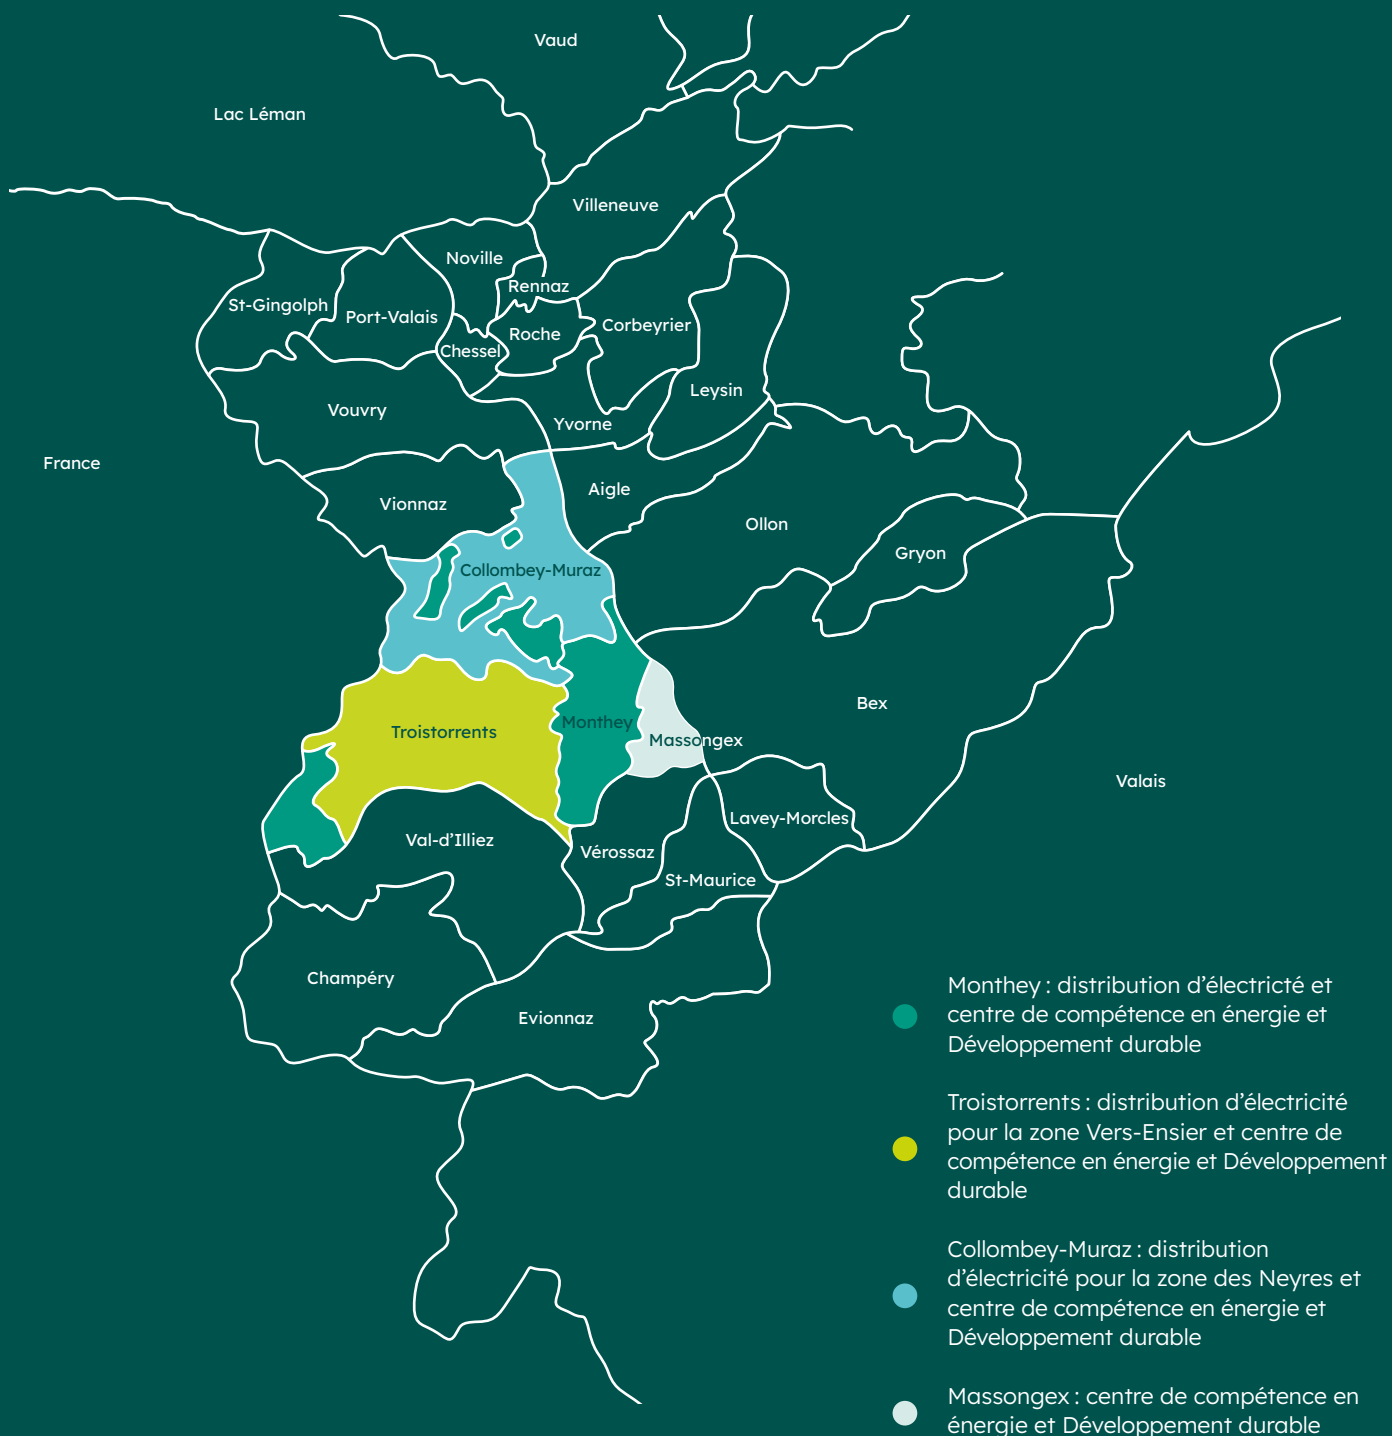 Vaud
Lac Léman
Villeneuve
Noville
Rennaz
St-Gingolph
Port-Valais
Roche
Corbeyrier
Chessel
Leysin
Vouvry
Yvorne
France
Vionnaz
Aigle
Ollon
Gryon
Collombey-Muraz
Bex
Monthey
Troistorrents
Massongex
Valais
Lavey-Morcles
Val-d’Illiez
Vérossaz
St-Maurice
Champéry
Evionnaz
Monthey : distribution d’électricté et
centre de compétence en énergie et
Développement durable
Troistorrents : distribution d’électricité
pour la zone Vers-Ensier et centre de
compétence en énergie et Développement
durable
Collombey-Muraz : distribution
d’électricité pour la zone des Neyres et
centre de compétence en énergie et
Développement durable
Massongex : centre de compétence en
énergie et Développement durable